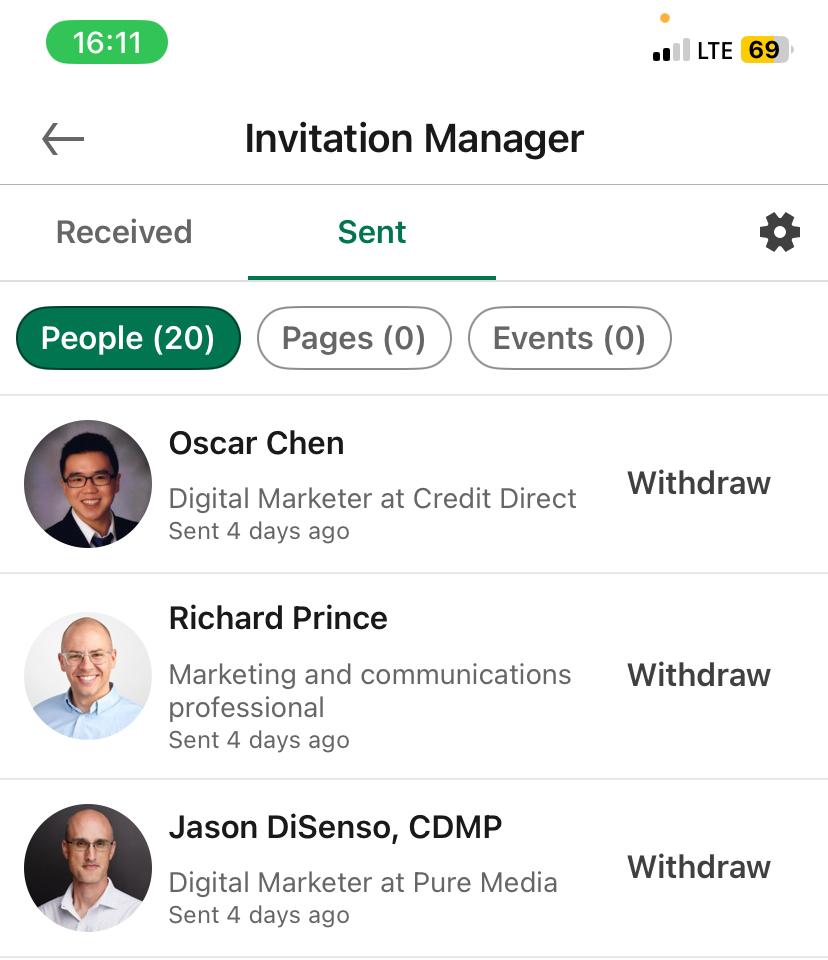 16:11
LTE 69
Invitation Manager
Received
Sent
People (20)
Pages (0)
Events (0)
Oscar Chen
Digital Marketer at Credit Direct
Sent 4 days ago
Withdraw
Richard Prince
Marketing and communications
professional
Sent 4 days ago
Withdraw
Jason DiSenso, CDMP
Digital Marketer at Pure Media
Sent 4 days ago
Withdraw